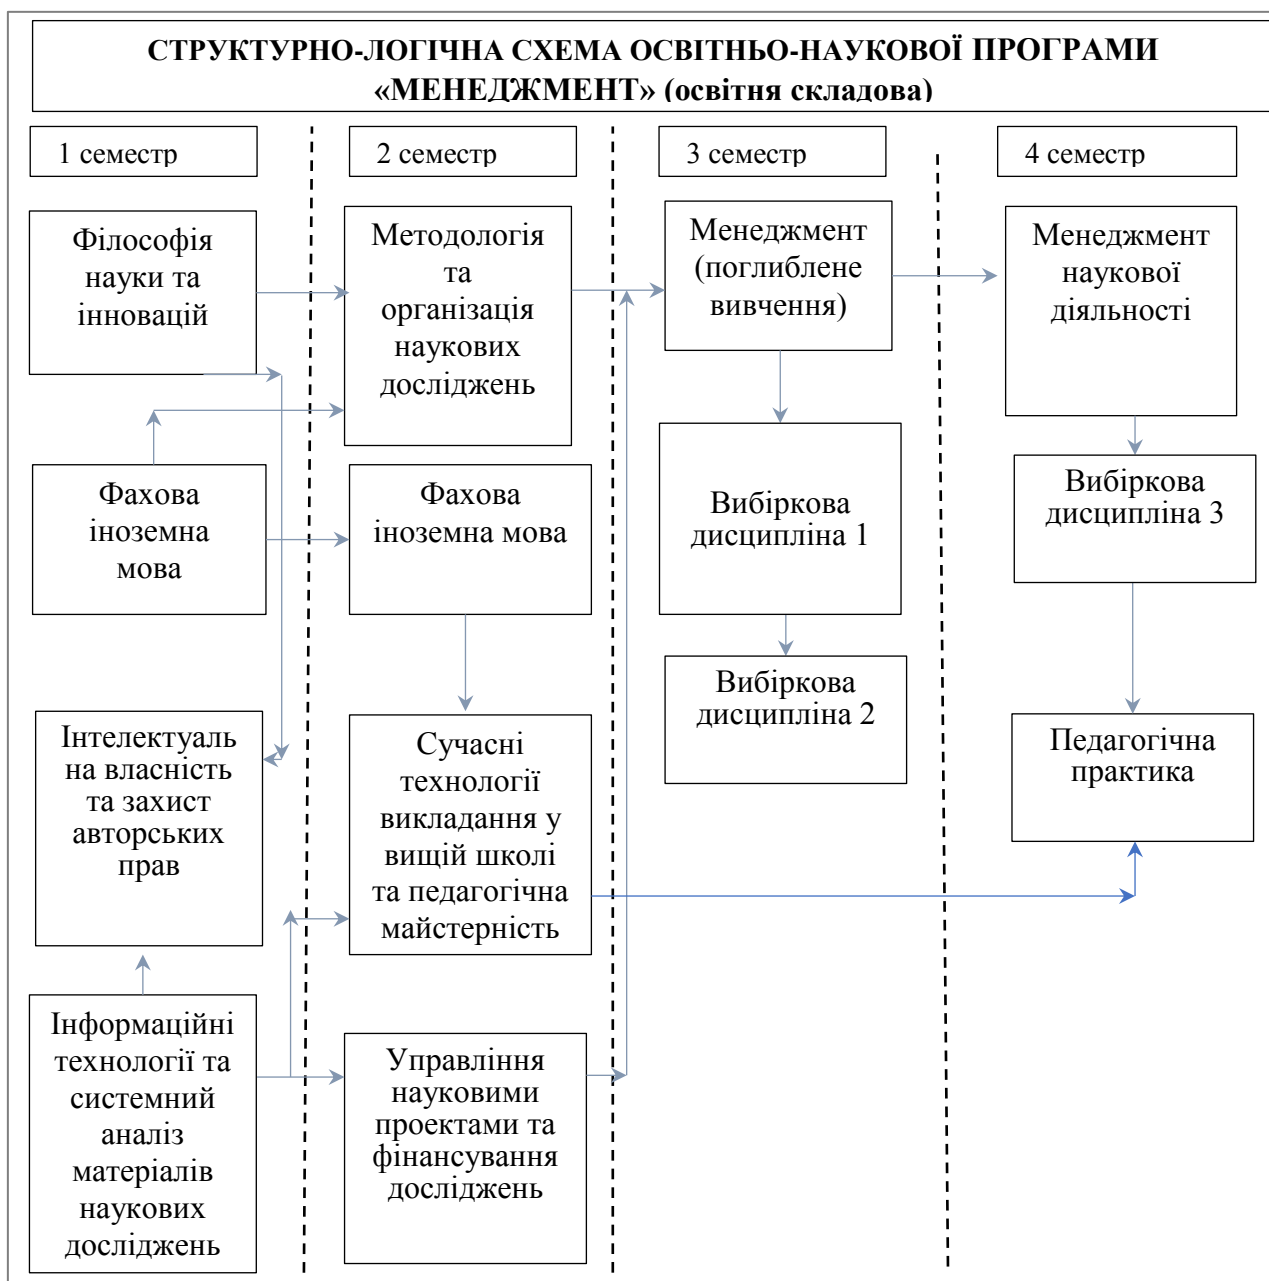 СТРУКТУРНО-ЛОГІЧНА СХЕМА ОСВІТНЬО-НАУКОВОЇ ПРОГРАМИ
«МЕНЕДЖМЕНТ» (освітня складова)
1 семестр
2 семестр
3 семестр
4 семестр
Філософія
науки та
інновацій
Методологія
та
організація
наукових
досліджень
Менеджмент
(поглиблене
вивчення)
Менеджмент
наукової
діяльності
Фахова
іноземна
мова
Фахова
іноземна мова
Вибіркова
дисципліна 1
Вибіркова
дисципліна 3
Вибіркова
дисципліна 2
Інтелектуаль
на власність
та захист
авторських
прав
Сучасні
технології
викладання у
вищій школі
та педагогічна
майстерність
Педагогічна
практика
Інформаційні
технології та
системний
аналіз
матеріалів
наукових
досліджень
Управління
науковими
проектами та
фінансування
досліджень